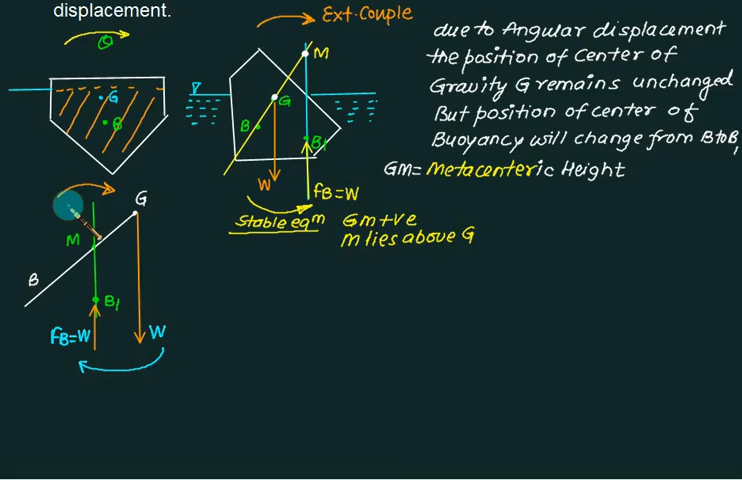 displacement.
Ext·Couple
θ
G
B
M
G
B
B1
W
FB=W
due to Angular displacement
the position of Center of
Gravity G remains unchanged
But position of center of
Buoyancy will change from B to B1
GM= Metacenteric Height
Stable eqm GM+ve
M lies above G
G
M
B
B1
FB=W
W